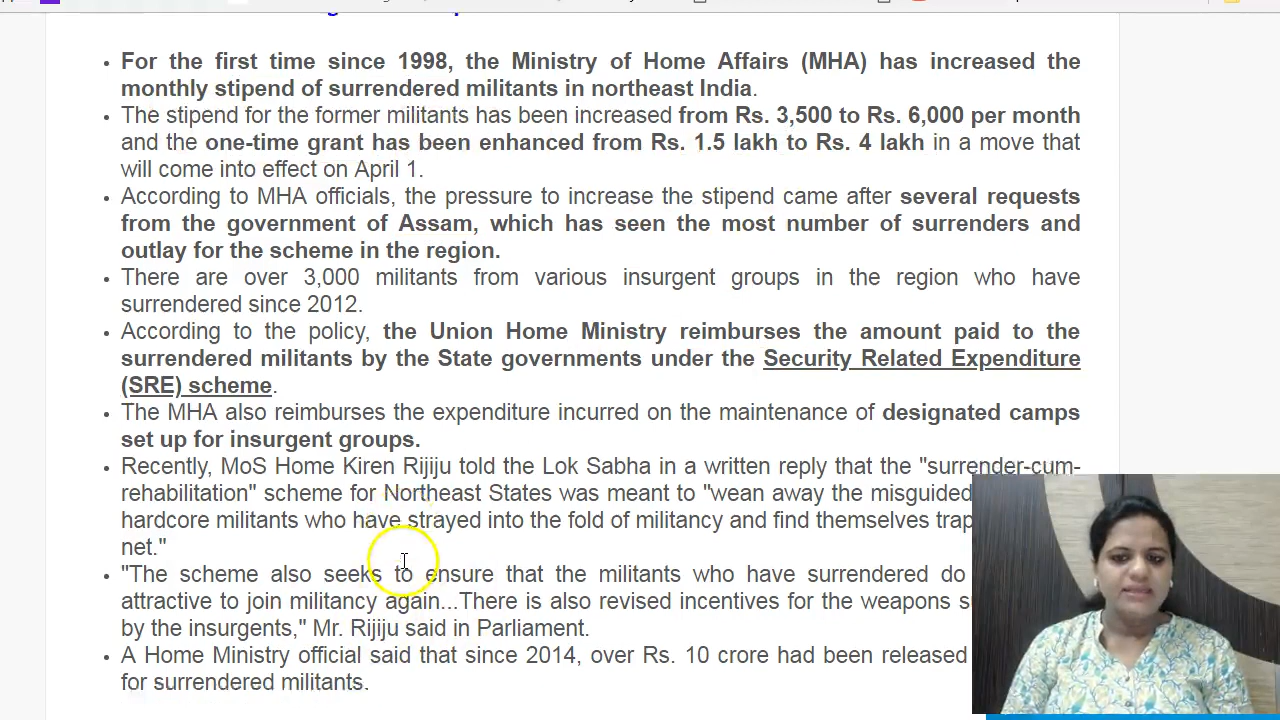 For the first time since 1998, the Ministry of Home Affairs (MHA) has increased the
monthly stipend of surrendered militants in northeast India.
The stipend for the former militants has been increased from Rs. 3,500 to Rs. 6,000 per month
and the one-time grant has been enhanced from Rs. 1.5 lakh to Rs. 4 lakh in a move that
will come into effect on April 1.
According to MHA officials, the pressure to increase the stipend came after several requests
from the government of Assam, which has seen the most number of surrenders and
outlay for the scheme in the region.
There are over 3,000 militants from various insurgent groups in the region who have
surrendered since 2012.
According to the policy, the Union Home Ministry reimburses the amount paid to the
surrendered militants by the State governments under the Security Related Expenditure
(SRE) scheme.
The MHA also reimburses the expenditure incurred on the maintenance of designated camps
set up for insurgent groups.
Recently, MoS Home Kiren Rijiju told the Lok Sabha in a written reply that the "surrender-cum-
rehabilitation" scheme for Northeast States was meant to "wean away the misguided
hardcore militants who have strayed into the fold of militancy and find themselves
net."
"The scheme also seeks to ensure that the militants who have surrendered do
attractive to join militancy again...There is also revised incentives for the weapons
by the insurgents," Mr. Rijiju said in Parliament.
A Home Ministry official said that since 2014, over Rs. 10 crore had been released
for surrendered militants.